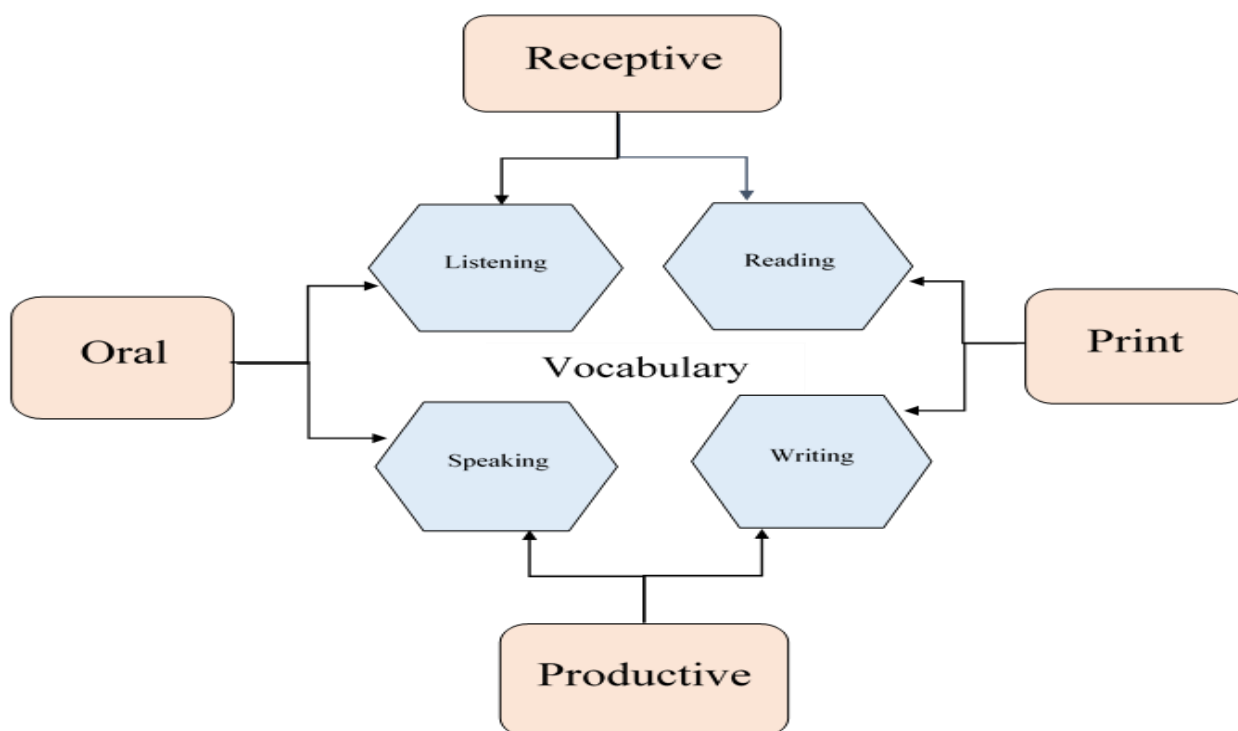 Receptive
Listening
Reading
Oral
Print
Vocabulary
Speaking
Writing
Productive